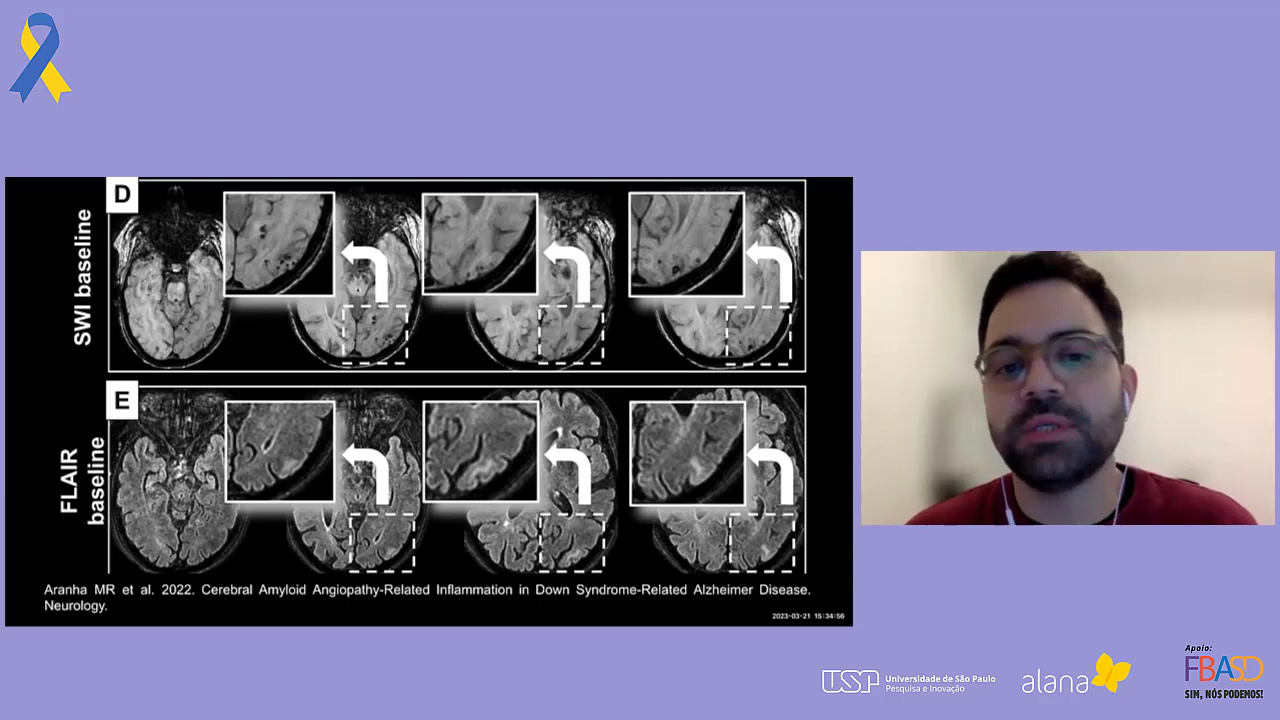 D
SWI baseline
E
FLAIR
baseline
Aranha MR et al. 2022. Cerebral Amyloid Angiopathy-Related Inflammation in Down Syndrome-Related Alzheimer Disease.
Neurology.
2023-03-21 15:34:56
USP Universidade de São Paulo
Pesquisa e Inovação
alana
Apoio:
FBASD
SIM, NÓS PODEMOS!